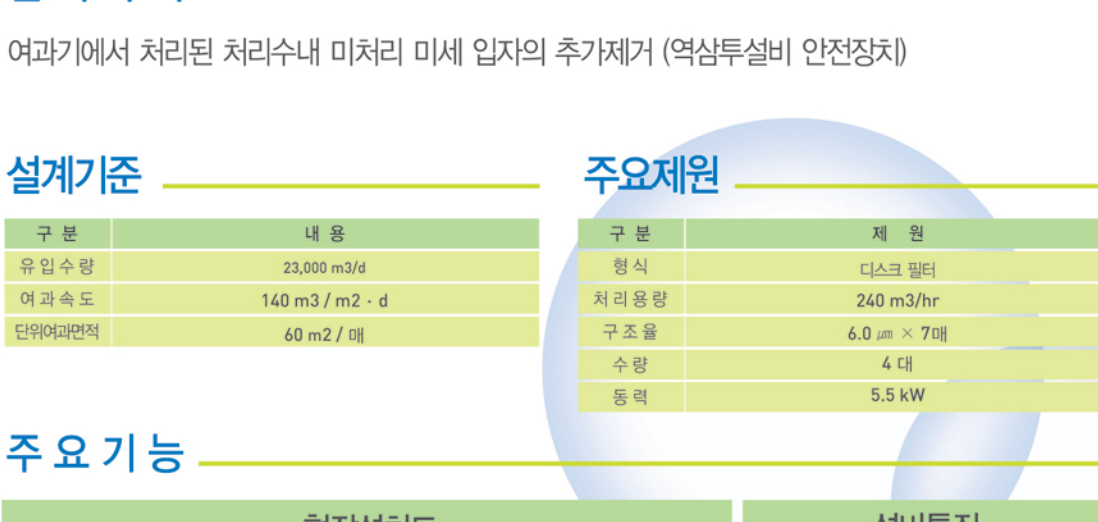 여과기에서 처리된 처리수내 미처리 미세 입자의 추가제거 (역삼투설비 안전장치)
설계기준
구 분 내 용
유 입 수 량 23,000 m3/d
여 과 속 도 140 m3 / m2 · d
단위여과면적 60 m2 / 매
주요제원
구 분 제 원
형 식 디스크 필터
처 리 용 량 240 m3/hr
구 조 율 6.0 ㎛ × 7매
수 량 4 대
동 력 5.5 kW
주 요 기 능